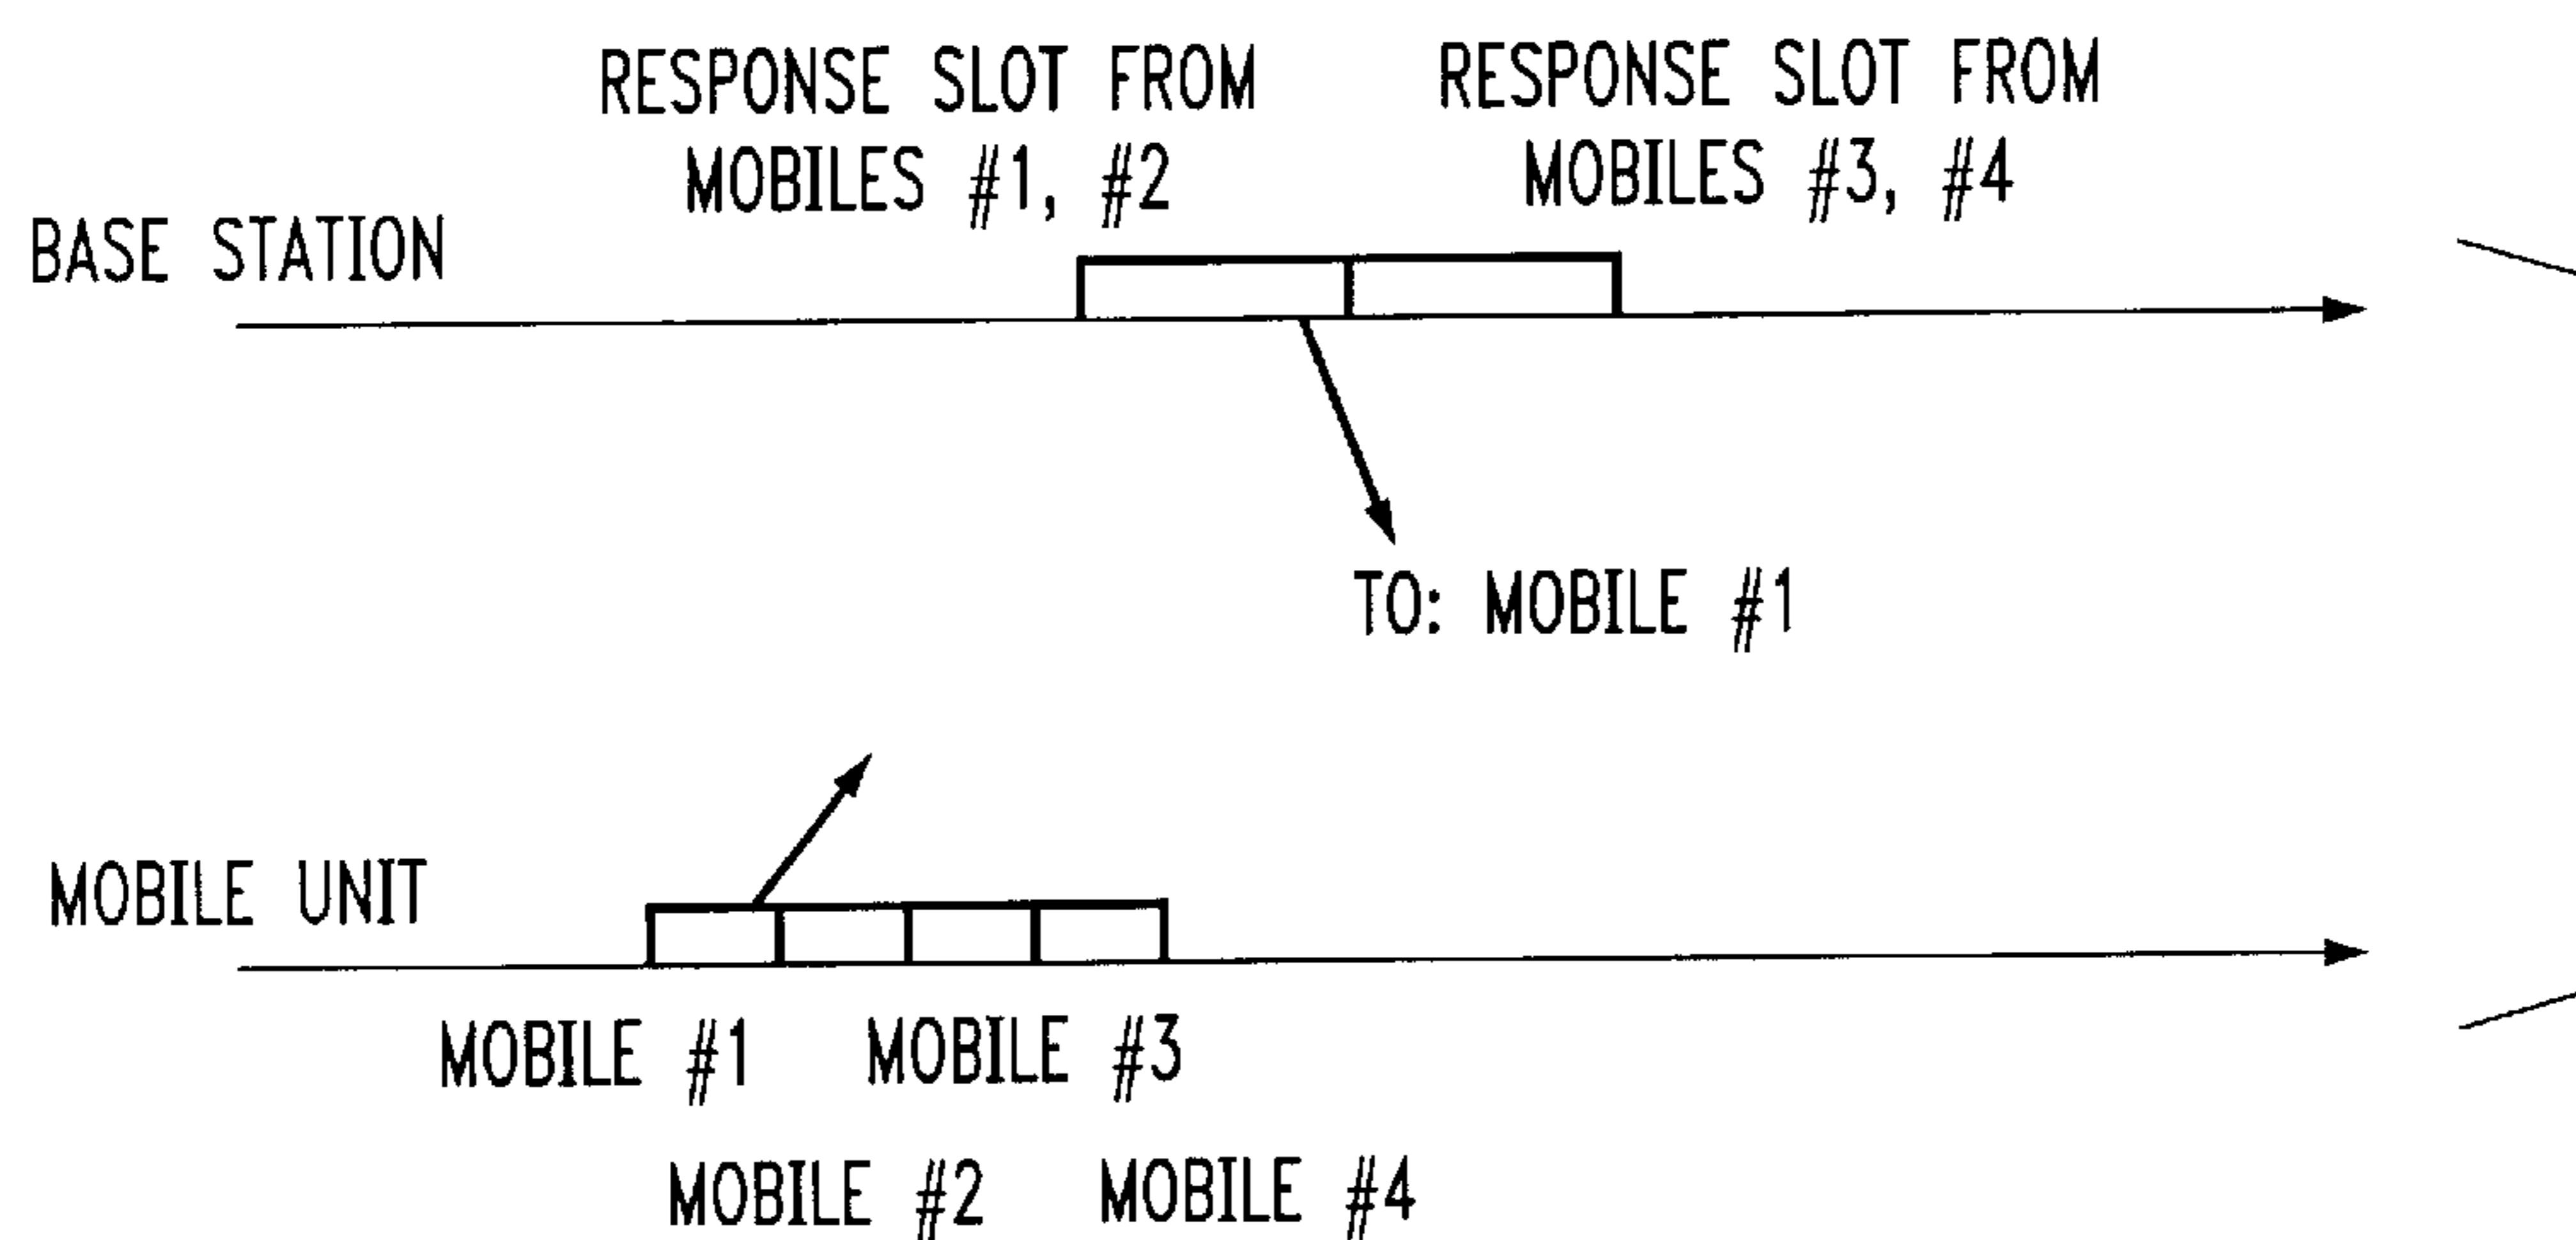 RESPONSE SLOT FROM
MOBILES #1, #2
RESPONSE SLOT FROM
MOBILES #3, #4
BASE STATION
TO: MOBILE #1
MOBILE UNIT
MOBILE #1
MOBILE #3
MOBILE #2
MOBILE #4